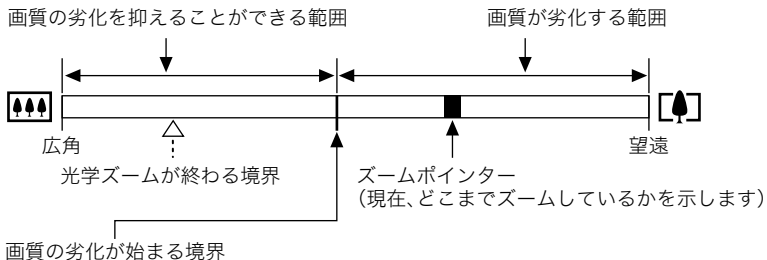 画質の劣化を抑えることができる範囲
画質が劣化する範囲
広角
望遠
光学ズームが終わる境界
ズームポインター
（現在、どこまでズームしているかを示します）
画質の劣化が始まる境界